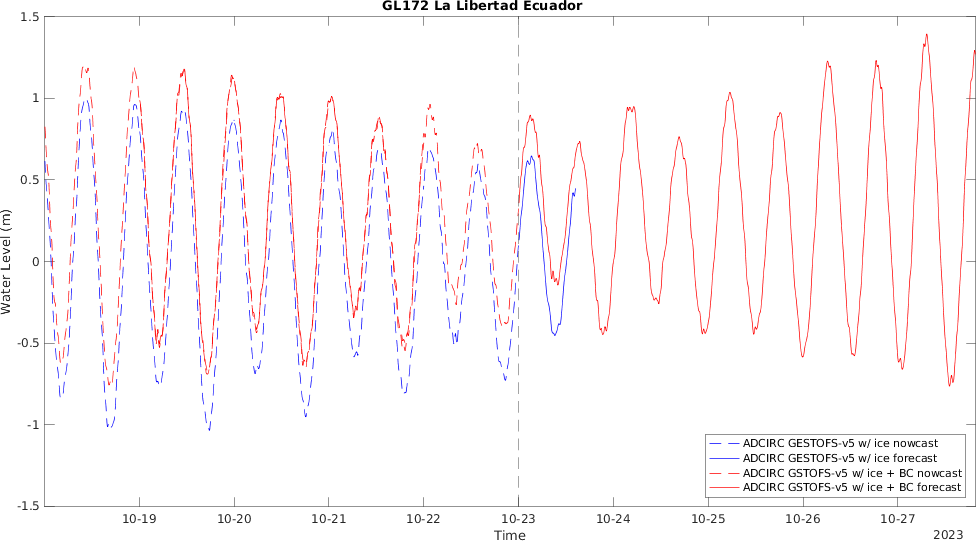 GL172 La Libertad Ecuador
1.5
1
0.5
0
-0.5
-1
-1.5
Water Level (m)
ADCIRC GESTOFS-v5 w/ ice nowcast
ADCIRC GESTOFS-v5 w/ ice forecast
ADCIRC GSTOFS-v5 w/ ice + BC nowcast
ADCIRC GSTOFS-v5 w/ ice + BC forecast
10-19 10-20 10-21 10-22 10-23 10-24 10-25 10-26 10-27
Time
2023